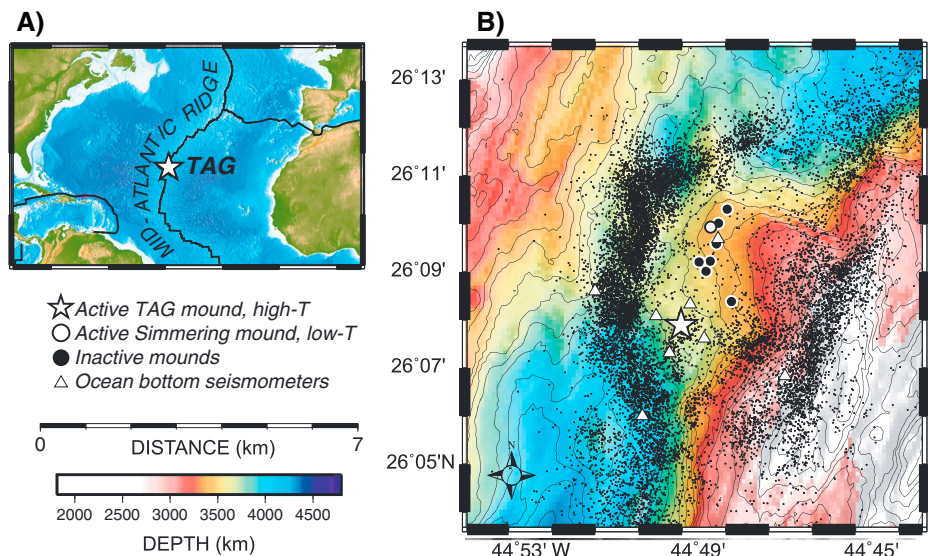 A)
MID-ATLANTIC RIDGE
TAG
Active TAG mound, high-T
Active Simmering mound, low-T
Inactive mounds
Ocean bottom seismometers
0 7
DISTANCE (km)
2000 2500 3000 3500 4000 4500
DEPTH (km)
B)
26°13'
26°11'
26°09'
26°07'
26°05'N
N
44°53' W 44°49' 44°45'